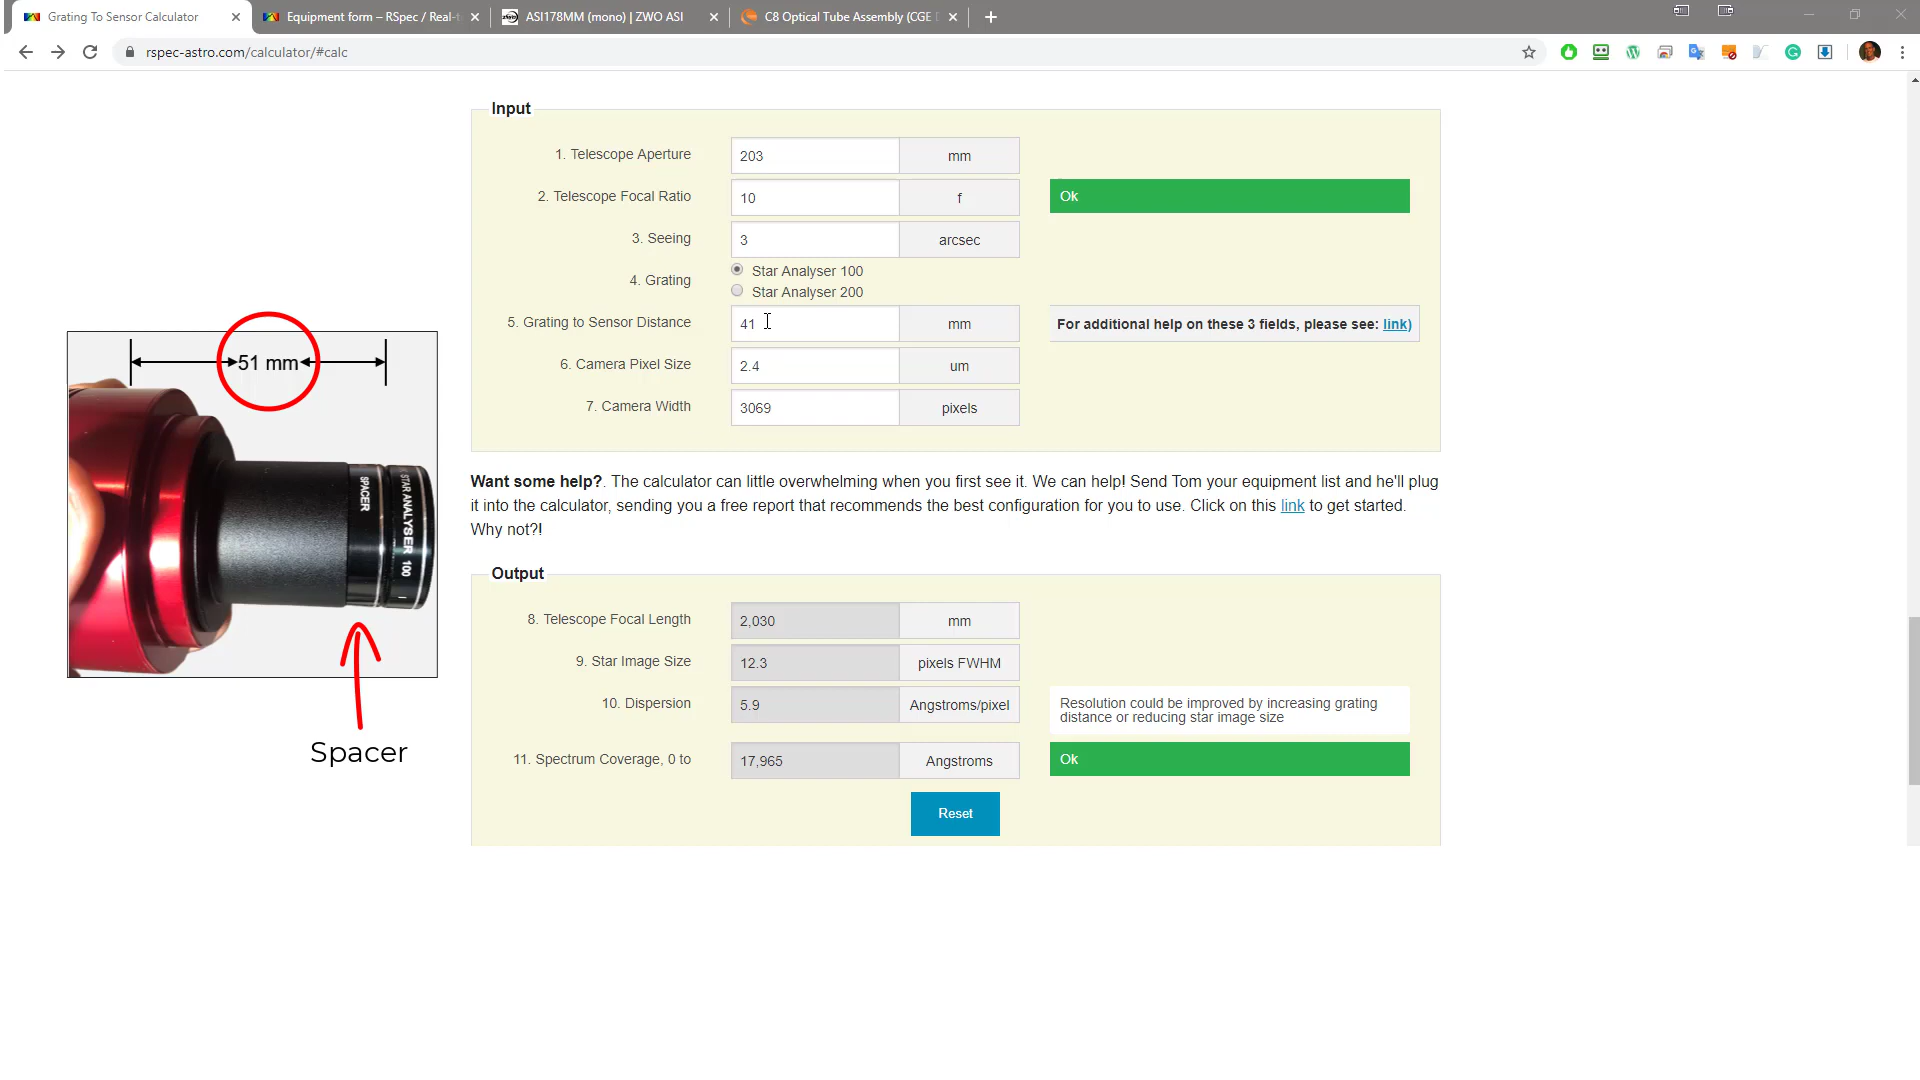 Grating To Sensor Calculator
Equipment form – RSpec / Real-t
ASI178MM (mono) | ZWO ASI
C8 Optical Tube Assembly (CGE D
rspec-astro.com/calculator/#calc
Input
1. Telescope Aperture 203 mm
2. Telescope Focal Ratio 10 f Ok
3. Seeing 3 arcsec
4. Grating Star Analyser 100
Star Analyser 200
5. Grating to Sensor Distance 41 mm For additional help on these 3 fields, please see: link)
6. Camera Pixel Size 2.4 um
7. Camera Width 3069 pixels
51 mm
SPACER
STAR ANALYSER 100
Spacer
Want some help?. The calculator can little overwhelming when you first see it. We can help! Send Tom your equipment list and he'll plug
it into the calculator, sending you a free report that recommends the best configuration for you to use. Click on this link to get started.
Why not?!
Output
8. Telescope Focal Length 2,030 mm
9. Star Image Size 12.3 pixels FWHM
10. Dispersion 5.9 Angstroms/pixel Resolution could be improved by increasing grating
distance or reducing star image size
11. Spectrum Coverage, 0 to 17,965 Angstroms Ok
Reset